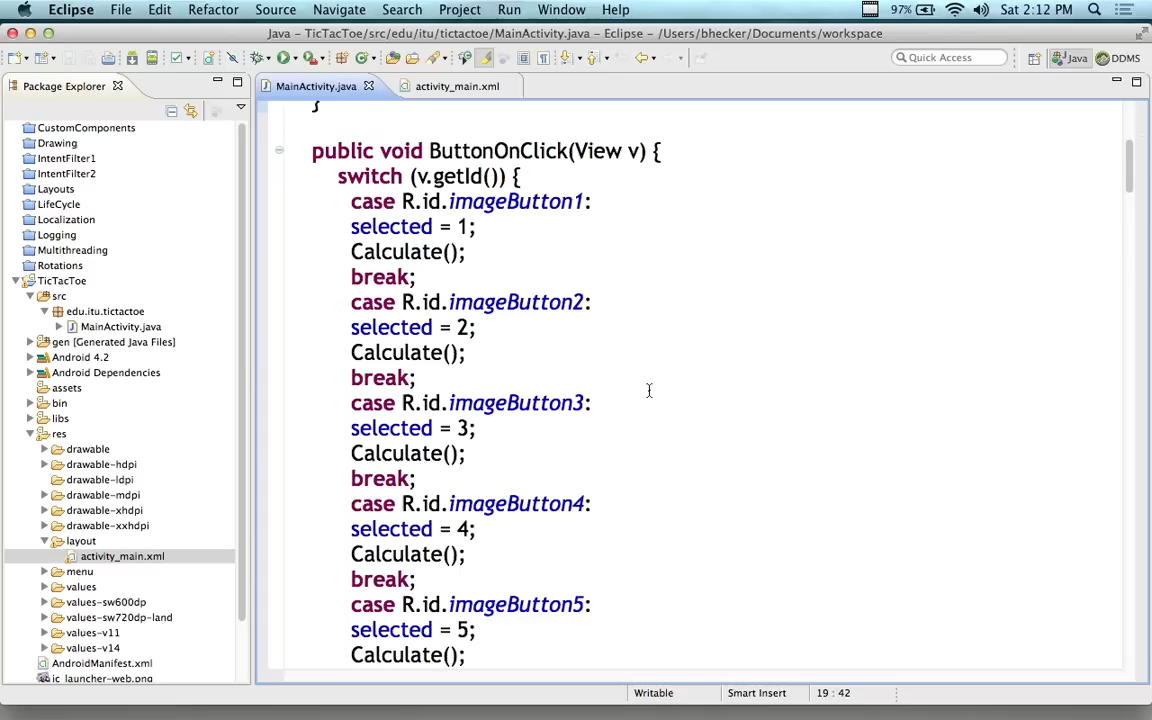 Eclipse File Edit Refactor Source Navigate Search Project Run Window Help 97% Sat 2:12 PM
Java – TicTacToe/src/edu/itu/tictactoe/MainActivity.java – Eclipse – /Users/bhecker/Documents/workspace
Quick Access Java DDMS
Package Explorer
CustomComponents
Drawing
IntentFilter1
IntentFilter2
Layouts
LifeCycle
Localization
Logging
Multithreading
Rotations
TicTacToe
src
edu.itu.tictactoe
MainActivity.java
gen [Generated Java Files]
Android 4.2
Android Dependencies
assets
bin
libs
res
drawable
drawable-hdpi
drawable-ldpi
drawable-mdpi
drawable-xhdpi
drawable-xxhdpi
layout
activity_main.xml
menu
values
values-sw600dp
values-sw720dp-land
values-v11
values-v14
AndroidManifest.xml
ic_launcher-web.png
MainActivity.java activity_main.xml
}
public void ButtonOnClick(View v) {
switch (v.getId()) {
case R.id.imageButton1:
selected = 1;
Calculate();
break;
case R.id.imageButton2:
selected = 2;
Calculate();
break;
case R.id.imageButton3:
selected = 3;
Calculate();
break;
case R.id.imageButton4:
selected = 4;
Calculate();
break;
case R.id.imageButton5:
selected = 5;
Calculate();
Writable Smart Insert 19 : 42